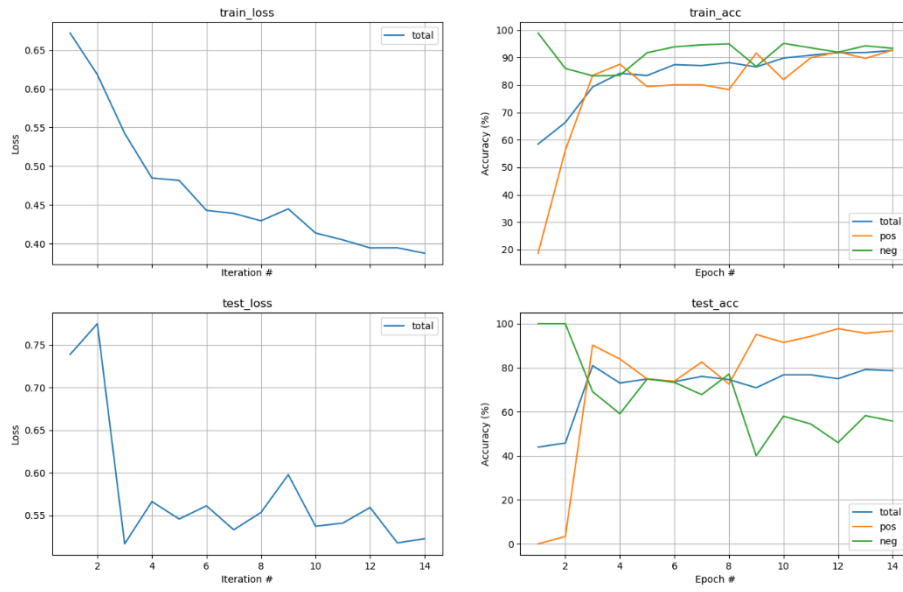 train_loss
total
0.65
0.60
0.55
0.50
0.45
0.40
Loss
Iteration #
train_acc
100
90
80
70
60
50
40
30
20
Accuracy (%)
total
pos
neg
Epoch #
test_loss
total
0.75
0.70
0.65
0.60
0.55
Loss
2 4 6 8 10 12 14
Iteration #
test_acc
100
80
60
40
20
0
Accuracy (%)
total
pos
neg
2 4 6 8 10 12 14
Epoch #